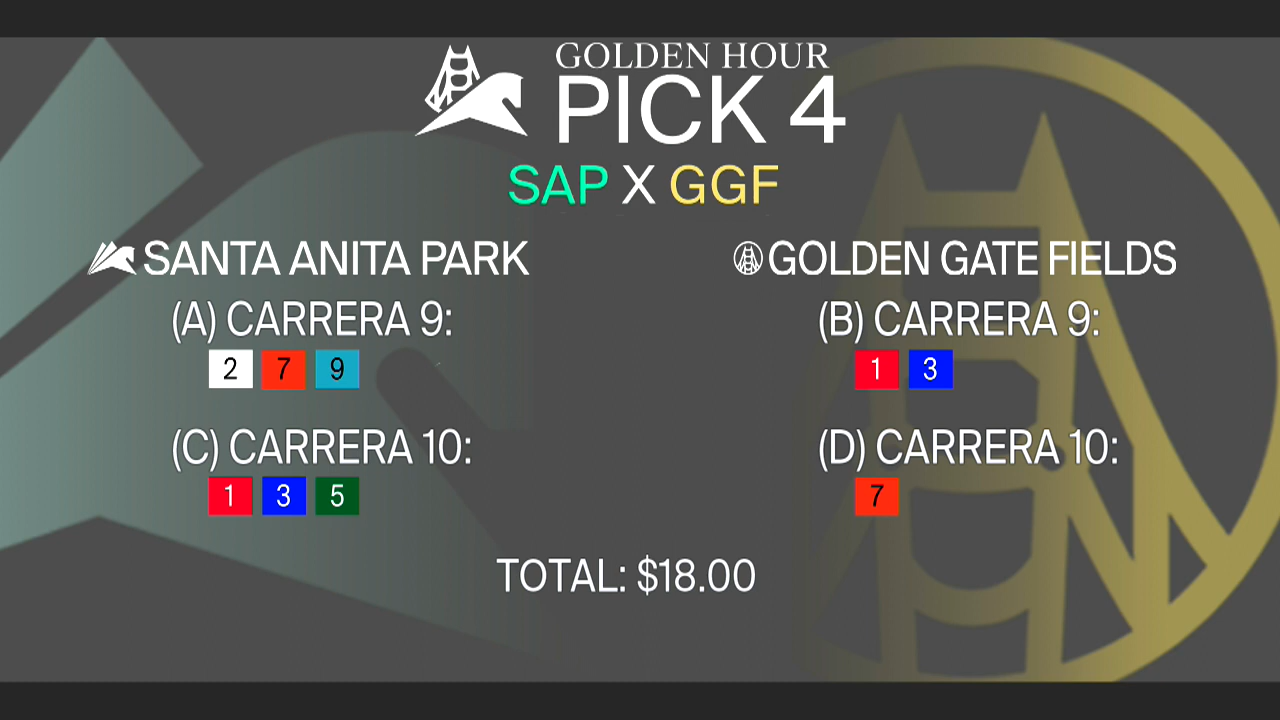 GOLDEN HOUR
PICK 4
SAP X GGF
SANTA ANITA PARK
(A) CARRERA 9:
2 7 9
(C) CARRERA 10:
1 3 5
GOLDEN GATE FIELDS
(B) CARRERA 9:
1 3
(D) CARRERA 10:
7
TOTAL: $18.00